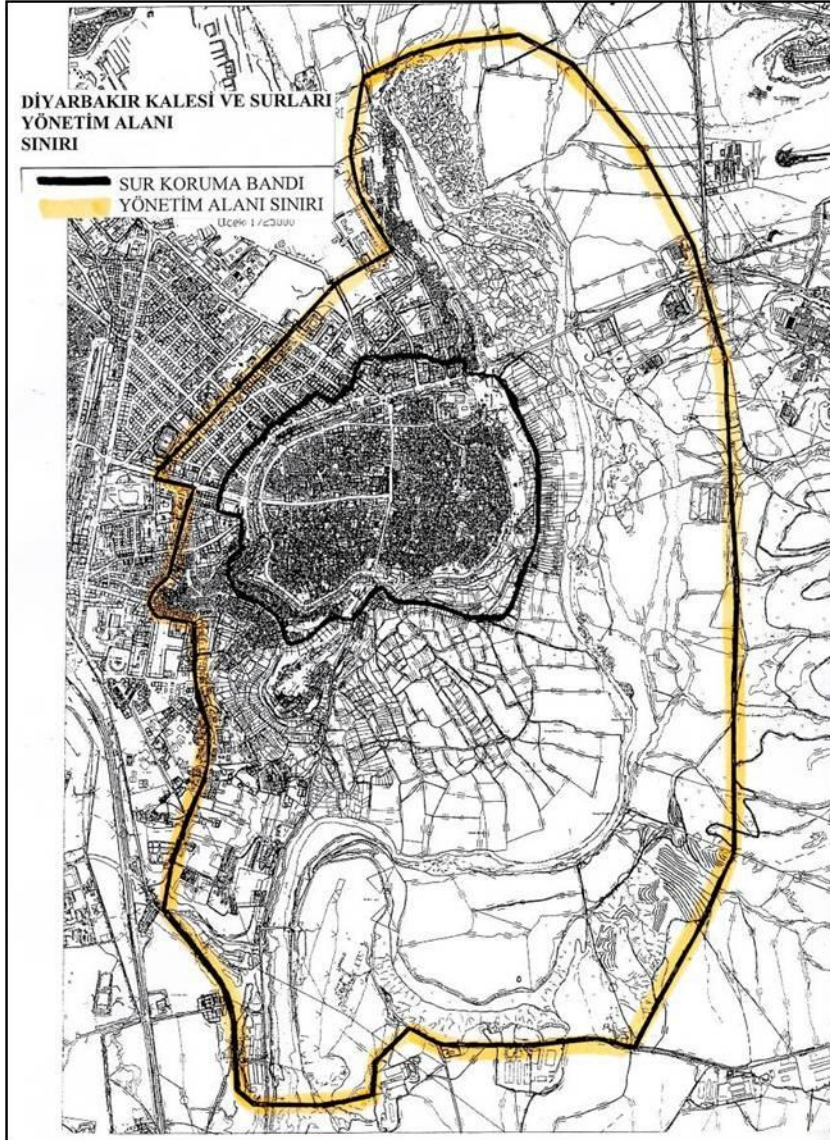 DİYARBAKIR KALESİ VE SURLARI
YÖNETİM ALANI
SINIRI
SUR KORUMA BANDI
YÖNETİM ALANI SINIRI